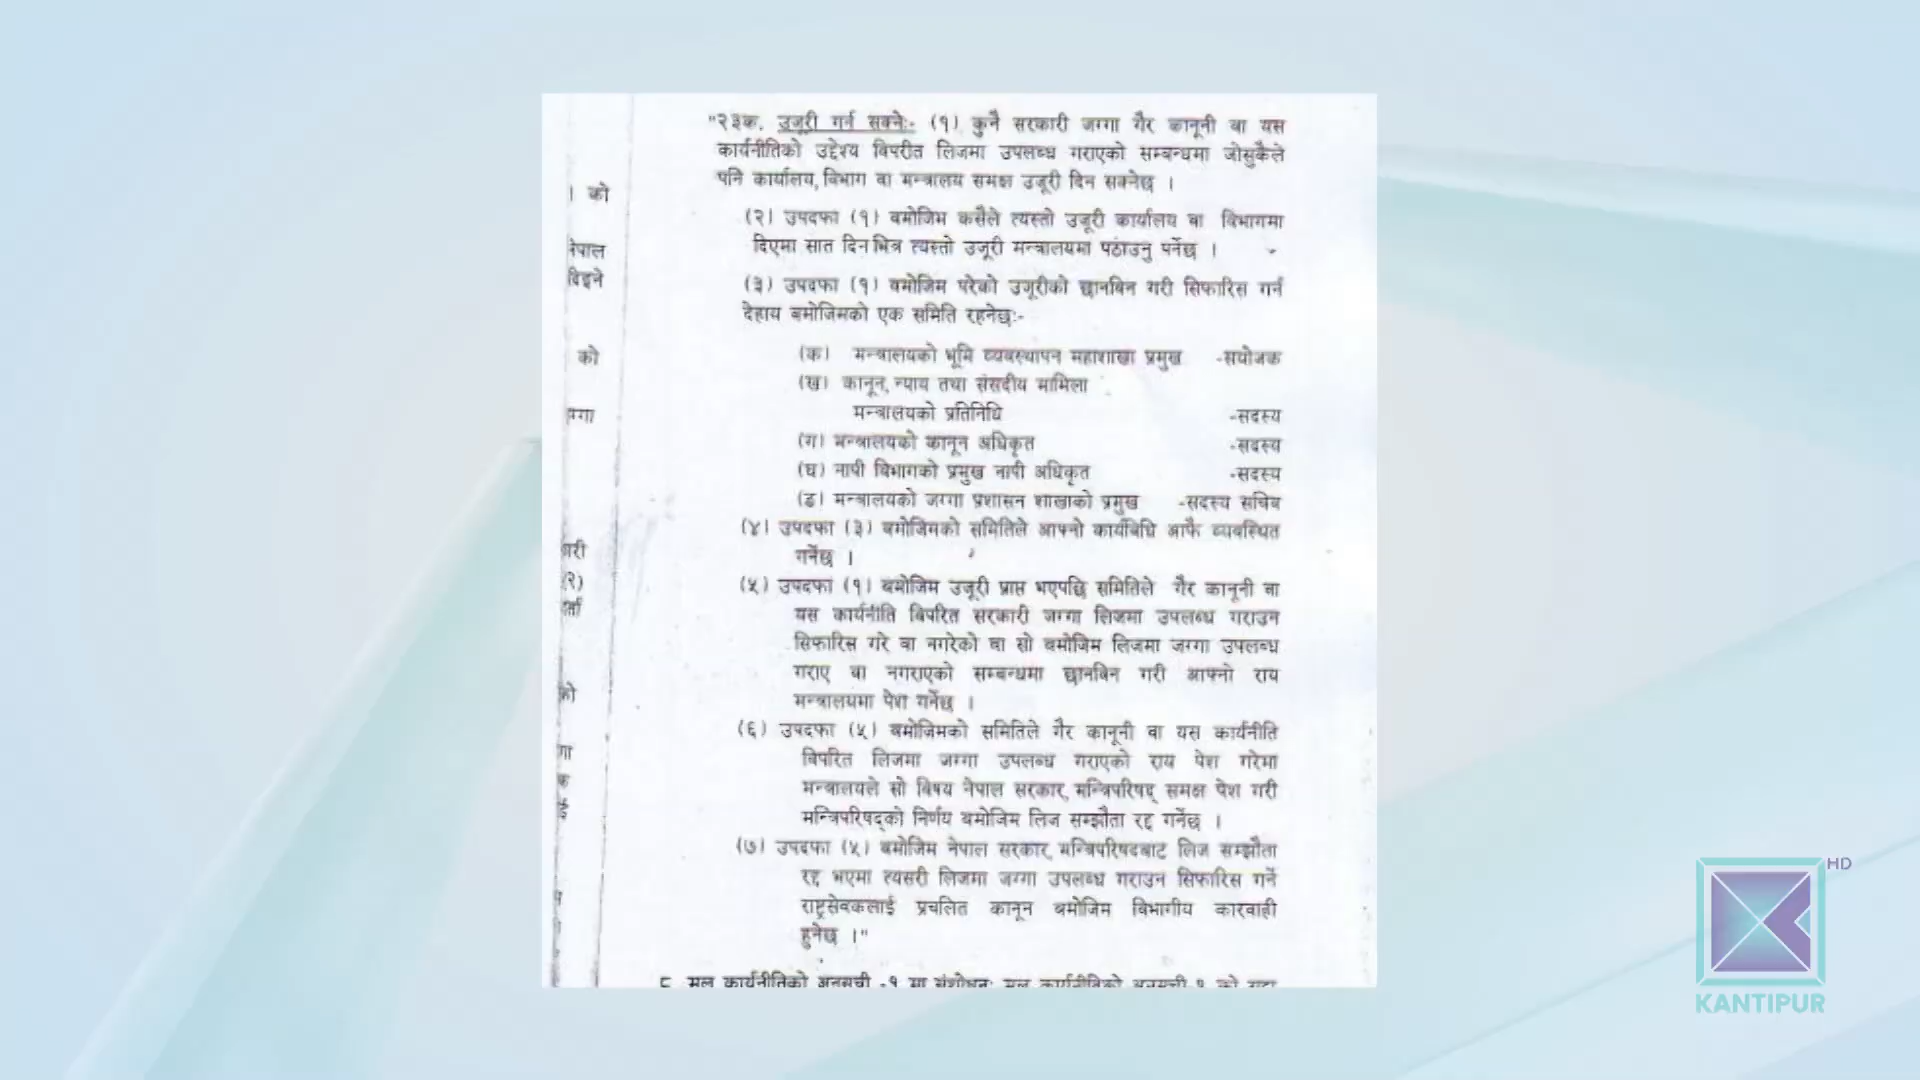 "२३क. उजूरी गर्न सक्नेः- (१) कुनै सरकारी जग्गा गैर कानूनी वा यस
कार्यनीतिको उद्देश्य विपरीत लिजमा उपलब्ध गराएको सम्बन्धमा जोसुकैले
पनि कार्यालय, विभाग वा मन्त्रालय समक्ष उजूरी दिन सक्नेछ ।
(२) उपदफा (१) बमोजिम कसैले त्यस्तो उजूरी कार्यालय वा विभागमा
दिएमा सात दिन भित्र त्यस्तो उजूरी मन्त्रालयमा पठाउनु पर्नेछ ।
(३) उपदफा (१) बमोजिम परेको उजूरीको छानबिन गरी सिफारिस गर्न
देहाय बमोजिमको एक समिति रहनेछः-
(क) मन्त्रालयको भूमि व्यवस्थापन महाशाखा प्रमुख -संयोजक
(ख) कानून, न्याय तथा संसदीय मामिला
मन्त्रालयको प्रतिनिधि -सदस्य
(ग) मन्त्रालयको कानून अधिकृत -सदस्य
(घ) नापी विभागको प्रमुख नापी अधिकृत -सदस्य
(ङ) मन्त्रालयको जग्गा प्रशासन शाखाको प्रमुख -सदस्य सचिव
(४) उपदफा (३) बमोजिमको समितिले आफ्नो कार्यबिधि आफै व्यवस्थित
गर्नेछ ।
(५) उपदफा (१) बमोजिम उजूरी प्राप्त भएपछि समितिले गैर कानूनी वा
यस कार्यनीति बिपरित सरकारी जग्गा लिजमा उपलब्ध गराउन
सिफारिस गरे वा नगरेको वा सो बमोजिम लिजमा जग्गा उपलब्ध
गराए वा नगराएको सम्बन्धमा छानबिन गरी आफ्नो राय
मन्त्रालयमा पेश गर्नेछ ।
(६) उपदफा (५) बमोजिमको समितिले गैर कानूनी वा यस कार्यनीति
बिपरित लिजमा जग्गा उपलब्ध गराएको राय पेश गरेमा
मन्त्रालयले सो बिषय नेपाल सरकार, मन्त्रिपरिषद् समक्ष पेश गरी
मन्त्रिपरिषद्को निर्णय बमोजिम लिज सम्झौता रद्द गर्नेछ ।
(७) उपदफा (५) बमोजिम नेपाल सरकार, मन्त्रिपरिषदबाट लिज सम्झौता
रद्द भएमा त्यसरी लिजमा जग्गा उपलब्ध गराउन सिफारिस गर्ने
राष्ट्रसेवकलाई प्रचलित कानून बमोजिम विभागीय कारवाही
हुनेछ ।"
। को
नेपाल
दिइने
को
ग्गा
गरी
(२)
को
गा
क
ई
HD
KANTIPUR